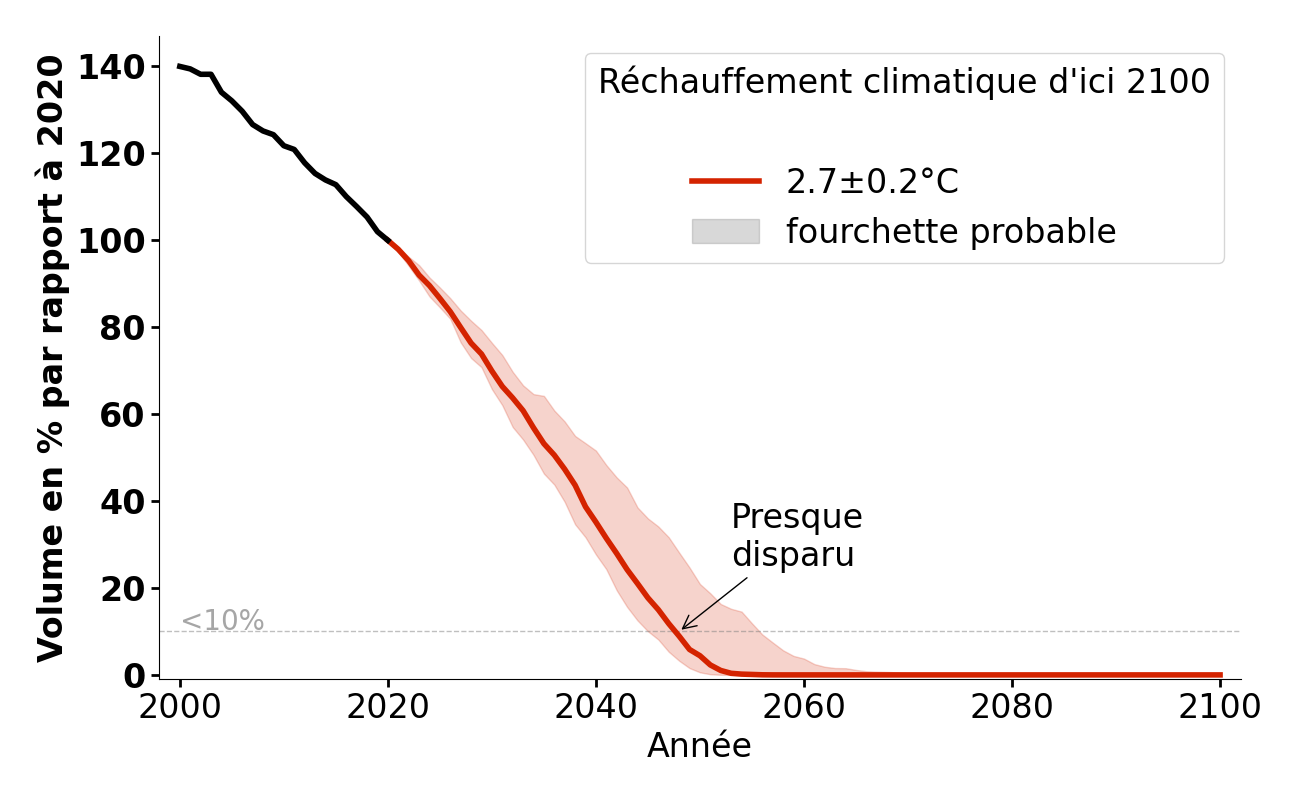 Volume en % par rapport à 2020
140
120
100
80
60
40
20
0
Réchauffement climatique d'ici 2100
2.7±0.2°C
fourchette probable
Presque
disparu
<10%
2000
2020
2040
2060
2080
2100
Année